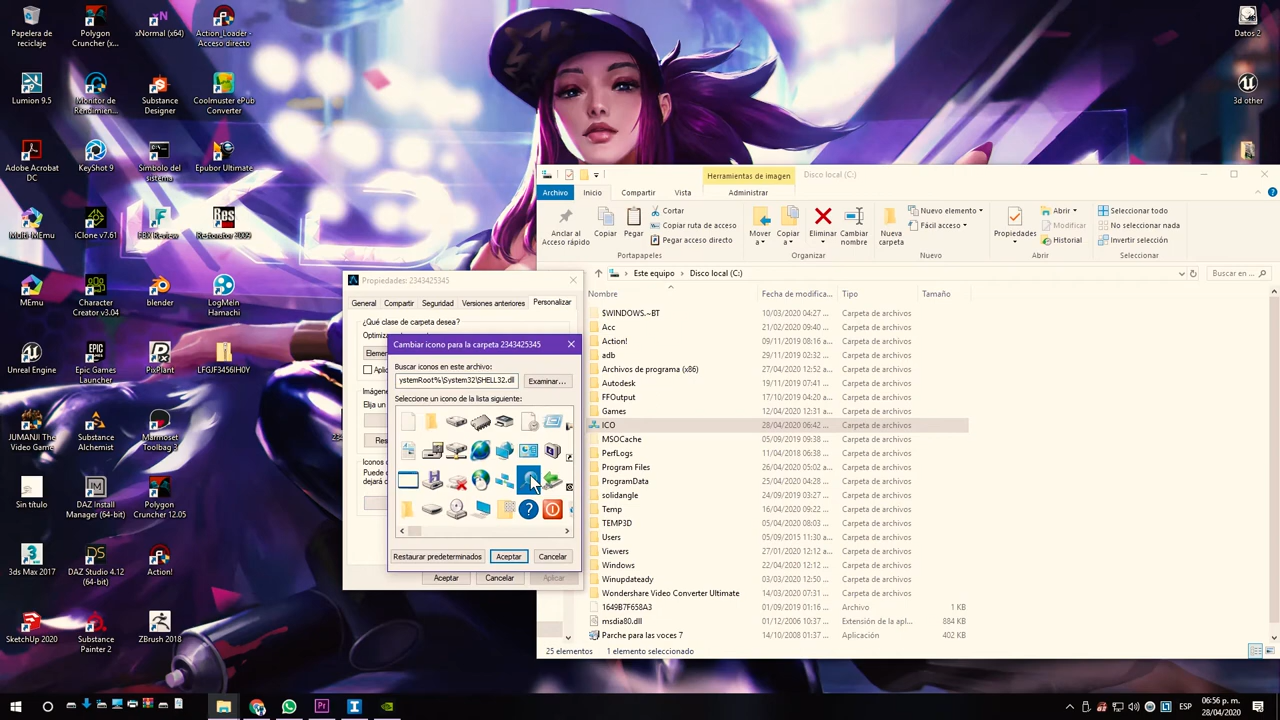 Papelera de reciclaje
Polygon Cruncher (x...
xNormal (x64)
Action_Loader - Acceso directo
Datos 2
Lumion 9.5
Monitor de Rendimien...
Substance Designer
Coolmuster ePub Converter
3d other
Adobe Acrobat DC
KeyShot 9
Símbolo del sistema
Epubor Ultimate
iClone v7.61
FBX Review
Restorator 2009
MEmu
Character Creator v3.04
blender
LogMeIn Hamachi
Unreal Engine
Epic Games Launcher
PixPlant
LFGJF3456IH0Y
JUMANJI The Video Game
Substance Alchemist
Marmoset Toolbag 3
Sin título
DAZ Install Manager (64-bit)
Polygon Cruncher 12.05
3ds Max 2017
DAZ Studio 4.12 (64-bit)
Action!
SketchUp 2020
Substance Painter 2
ZBrush 2018
Herramientas de imagen
Disco local (C:)
Archivo
Inicio
Compartir
Vista
Administrar
Anclar al Acceso rápido
Copiar
Pegar
Cortar
Copiar ruta de acceso
Pegar acceso directo
Portapapeles
Mover a
Copiar a
Eliminar
Cambiar nombre
Organizar
Nueva carpeta
Nuevo elemento
Fácil acceso
Nuevo
Propiedades
Abrir
Modificar
Historial
Abrir
Seleccionar todo
No seleccionar nada
Invertir selección
Seleccionar
Este equipo > Disco local (C:)
Buscar en ...
Nombre Fecha de modifica... Tipo Tamaño
$WINDOWS.~BT 10/03/2020 04:27 ... Carpeta de archivos
Acc 21/02/2020 09:40 ... Carpeta de archivos
Action! 09/11/2019 08:16 a... Carpeta de archivos
adb 29/11/2019 02:32 ... Carpeta de archivos
Archivos de programa (x86) 27/04/2020 12:52 ... Carpeta de archivos
Autodesk 19/11/2019 07:41 ... Carpeta de archivos
FFOutput 17/10/2019 04:20 ... Carpeta de archivos
Games 12/04/2020 12:31 a... Carpeta de archivos
ICO 28/04/2020 06:42 ... Carpeta de archivos
MSOCache 05/09/2019 09:38 ... Carpeta de archivos
PerfLogs 11/04/2018 06:38 ... Carpeta de archivos
Program Files 26/04/2020 05:02 a... Carpeta de archivos
ProgramData 25/04/2020 04:28 ... Carpeta de archivos
solidangle 24/09/2019 03:27 ... Carpeta de archivos
Temp 16/04/2020 09:22 ... Carpeta de archivos
TEMP3D 05/04/2020 08:03 ... Carpeta de archivos
Users 05/09/2015 11:31 ... Carpeta de archivos
Viewers 27/01/2020 12:12 ... Carpeta de archivos
Windows 22/04/2020 12:12 ... Carpeta de archivos
Winupdateady 03/03/2020 12:50 ... Carpeta de archivos
Wondershare Video Converter Ultimate 14/03/2020 07:31 ... Carpeta de archivos
1649B7F658A3 01/09/2019 01:16 ... Archivo 1 KB
msdia80.dll 01/12/2006 10:37 ... Extensión de la apl... 884 KB
Parche para las voces 7 14/10/2008 01:37 ... Aplicación 402 KB
25 elementos 1 elemento seleccionado
Propiedades: 2343425345
General Compartir Seguridad Versiones anteriores Personalizar
¿Qué clase de carpeta desea?
Cambiar icono para la carpeta 2343425345
Buscar iconos en este archivo:
ystemRoot%\System32\SHELL32.dll
Examinar...
Seleccione un icono de la lista siguiente:
Restaurar predeterminados
Aceptar
Cancelar
Aceptar
Cancelar
Aplicar
ESP
06:56 p. m.
28/04/2020